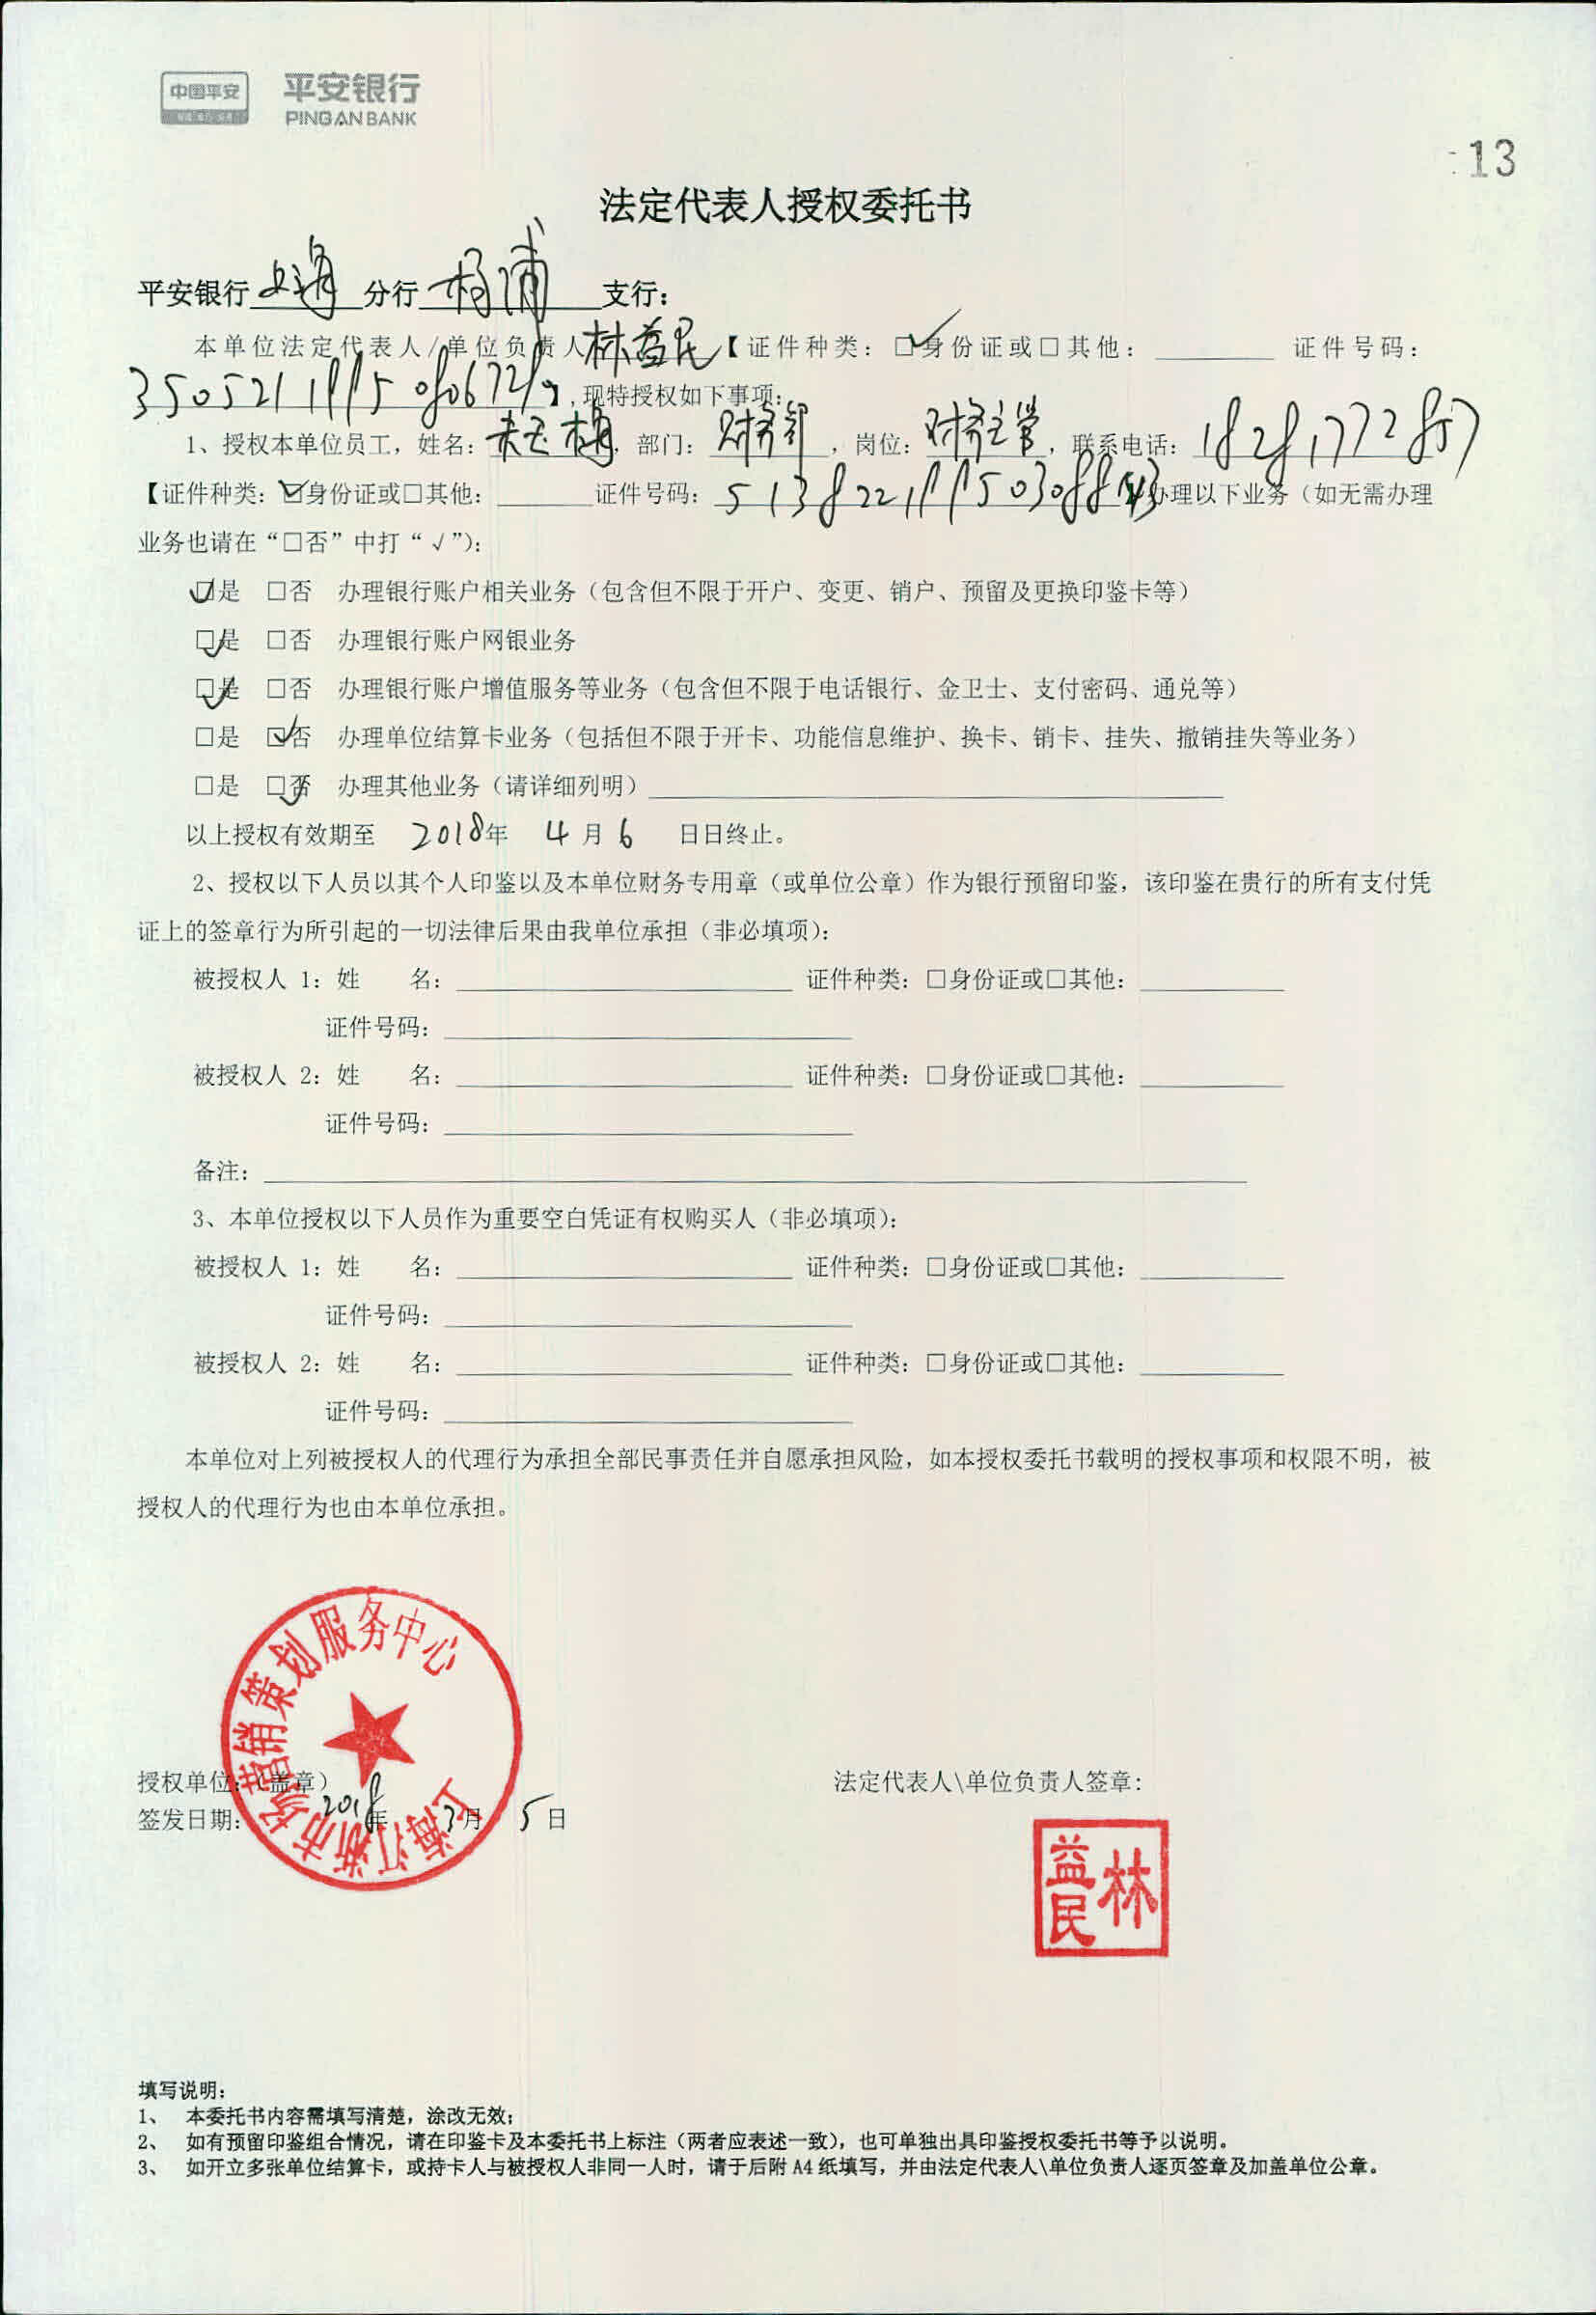 中国平安
平安银行
PINGAN BANK
:13
法定代表人授权委托书
平安银行上海分行杨浦支行：
本单位法定代表人/单位负责人林益民【证件种类：☑身份证或□其他：________ 证件号码：
】,现特授权如下事项：
1、授权本单位员工，姓名：梅，部门：财务部，岗位：财务主管，联系电话：
【证件种类：☑身份证或□其他：________证件号码：办理以下业务（如无需办理
业务也请在“□否”中打“√”）：
☑是 □否 办理银行账户相关业务（包含但不限于开户、变更、销户、预留及更换印鉴卡等）
☑是 □否 办理银行账户网银业务
☑是 □否 办理银行账户增值服务等业务（包含但不限于电话银行、金卫士、支付密码、通兑等）
□是 ☑否 办理单位结算卡业务（包括但不限于开卡、功能信息维护、换卡、销卡、挂失、撤销挂失等业务）
□是 ☑否 办理其他业务（请详细列明）________
以上授权有效期至 2018年 4月6 日日终止。
2、授权以下人员以其个人印鉴以及本单位财务专用章（或单位公章）作为银行预留印鉴，该印鉴在贵行的所有支付凭
证上的签章行为所引起的一切法律后果由我单位承担（非必填项）：
被授权人 1：姓 名：________ 证件种类：□身份证或□其他：________
证件号码：________
被授权人 2：姓 名：________ 证件种类：□身份证或□其他：________
证件号码：________
备注：________
3、本单位授权以下人员作为重要空白凭证有权购买人（非必填项）：
被授权人 1：姓 名：________ 证件种类：□身份证或□其他：________
证件号码：________
被授权人 2：姓 名：________ 证件种类：□身份证或□其他：________
证件号码：________
本单位对上列被授权人的代理行为承担全部民事责任并自愿承担风险，如本授权委托书载明的授权事项和权限不明，被
授权人的代理行为也由本单位承担。
上海江浙市场营销策划服务中心
授权单位：（盖章）
法定代表人\单位负责人签章：
签发日期：2018年 3月 5日
林益民
填写说明：
1、 本委托书内容需填写清楚，涂改无效；
2、 如有预留印鉴组合情况，请在印鉴卡及本委托书上标注（两者应表述一致），也可单独出具印鉴授权委托书等予以说明。
3、 如开立多张单位结算卡，或持卡人与被授权人非同一人时，请于后附 A4 纸填写，并由法定代表人\单位负责人逐页签章及加盖单位公章。